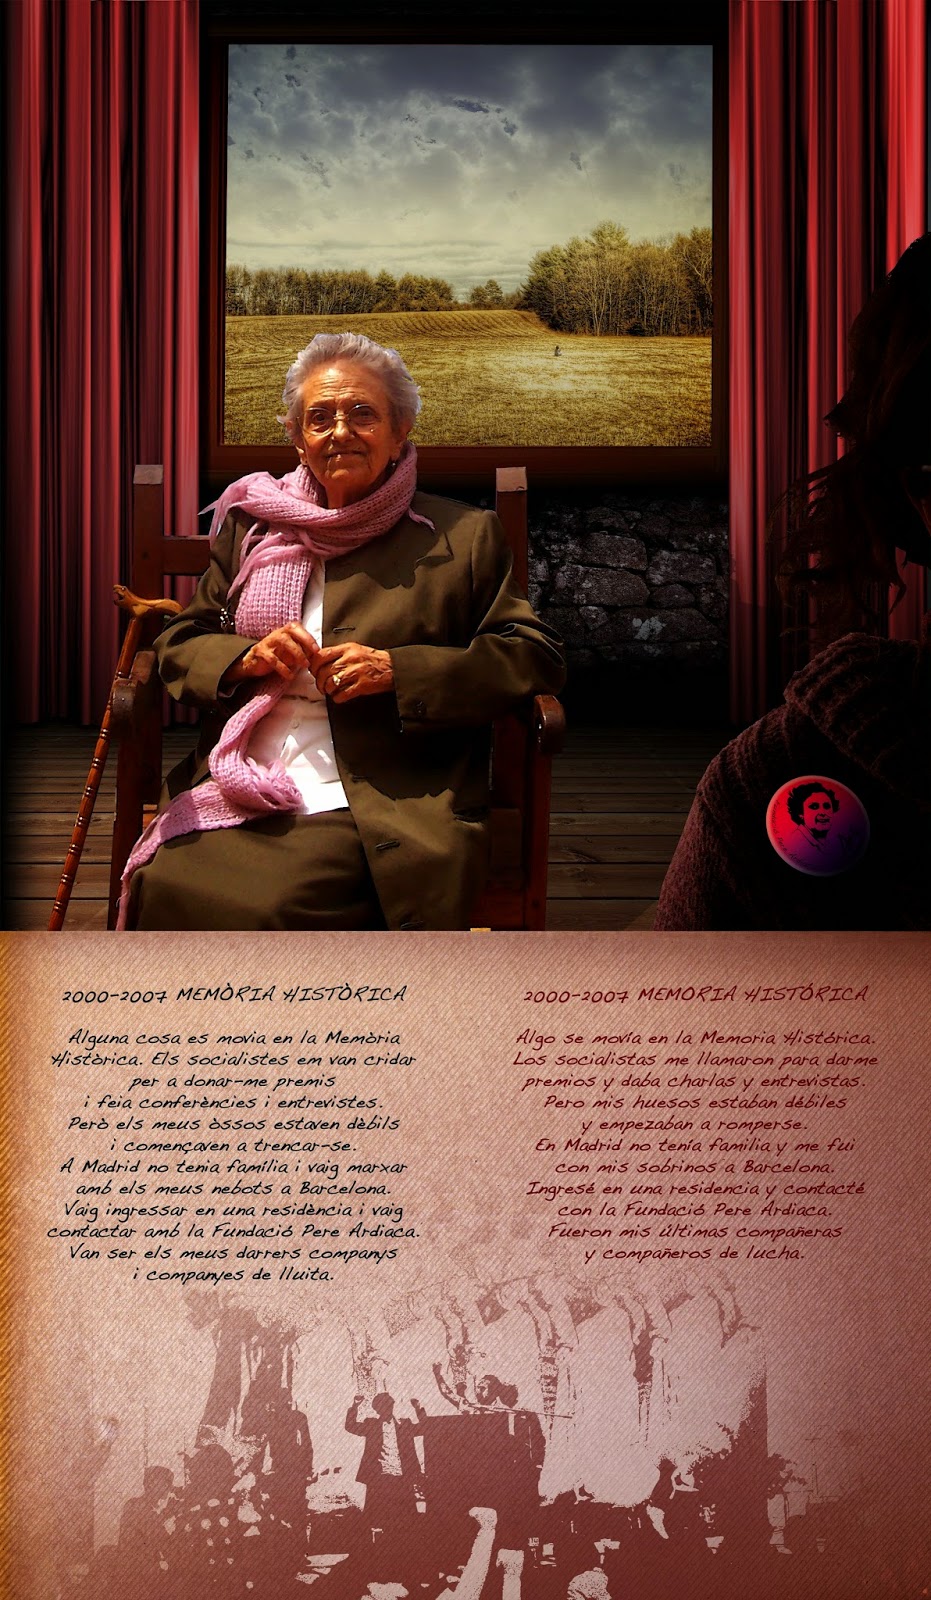 2000-2007 MEMÒRIA HISTÒRICA
Alguna cosa es movia en la Memòria
Històrica. Els socialistes em van cridar
per a donar-me premis
i feia conferències i entrevistes.
Però els meus òssos estaven dèbils
i començaven a trencar-se.
A Madrid no tenia família i vaig marxar
amb els meus nebots a Barcelona.
Vaig ingressar en una residència i vaig
contactar amb la Fundació Pere Ardiaca.
Van ser els meus darrers companys
i companyes de lluita.
2000-2007 MEMORIA HISTÓRICA
Algo se movía en la Memoria Histórica.
Los socialistas me llamaron para darme
premios y daba charlas y entrevistas.
Pero mis huesos estaban débiles
y empezaban a romperse.
En Madrid no tenía familia y me fui
con mis sobrinos a Barcelona.
Ingresé en una residencia y contacté
con la Fundació Pere Ardiaca.
Fueron mis últimas compañeras
y compañeros de lucha.